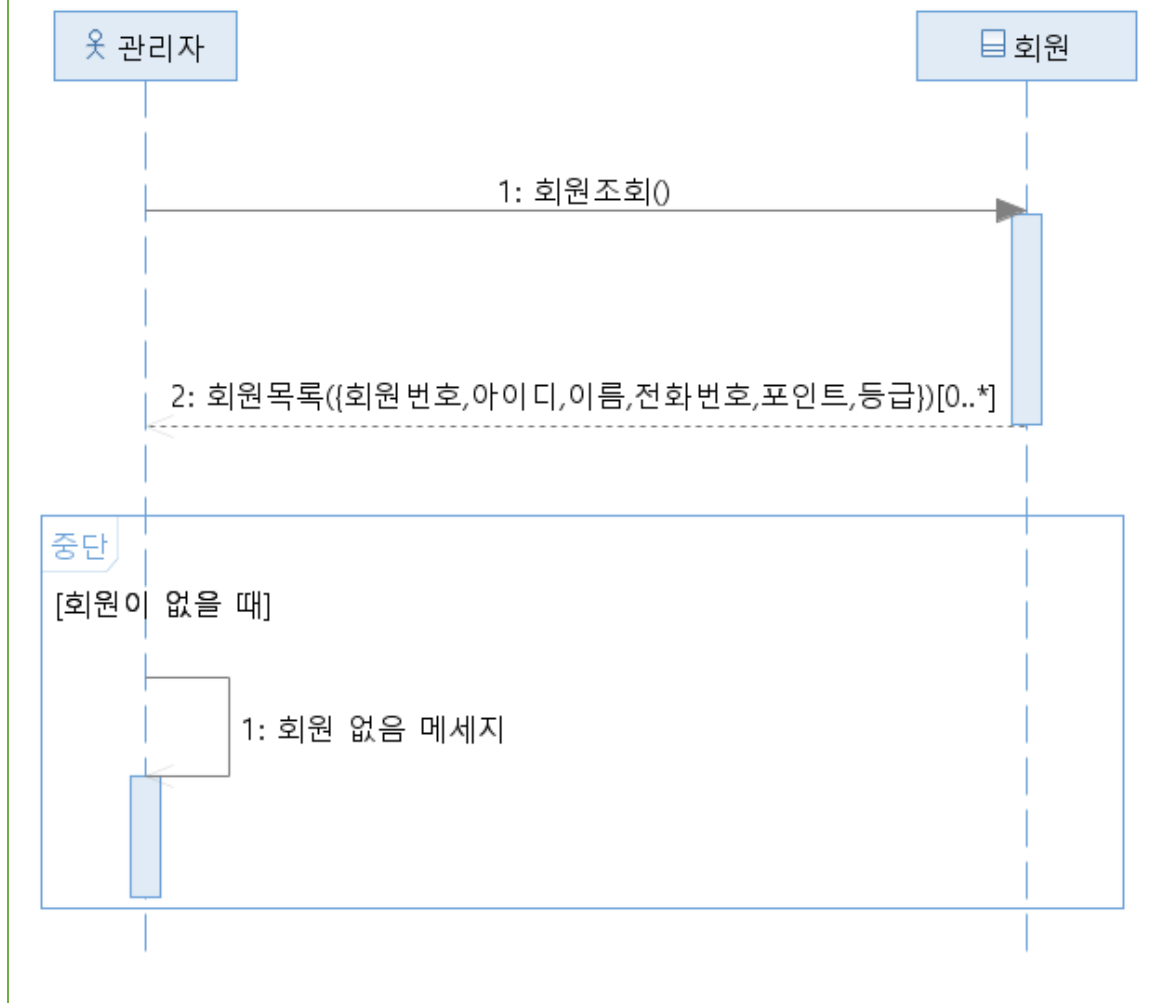 관리자
회원
1: 회원조회()
2: 회원목록({회원번호,아이디,이름,전화번호,포인트,등급})[0..*]
중단
[회원이 없을 때]
1: 회원 없음 메세지